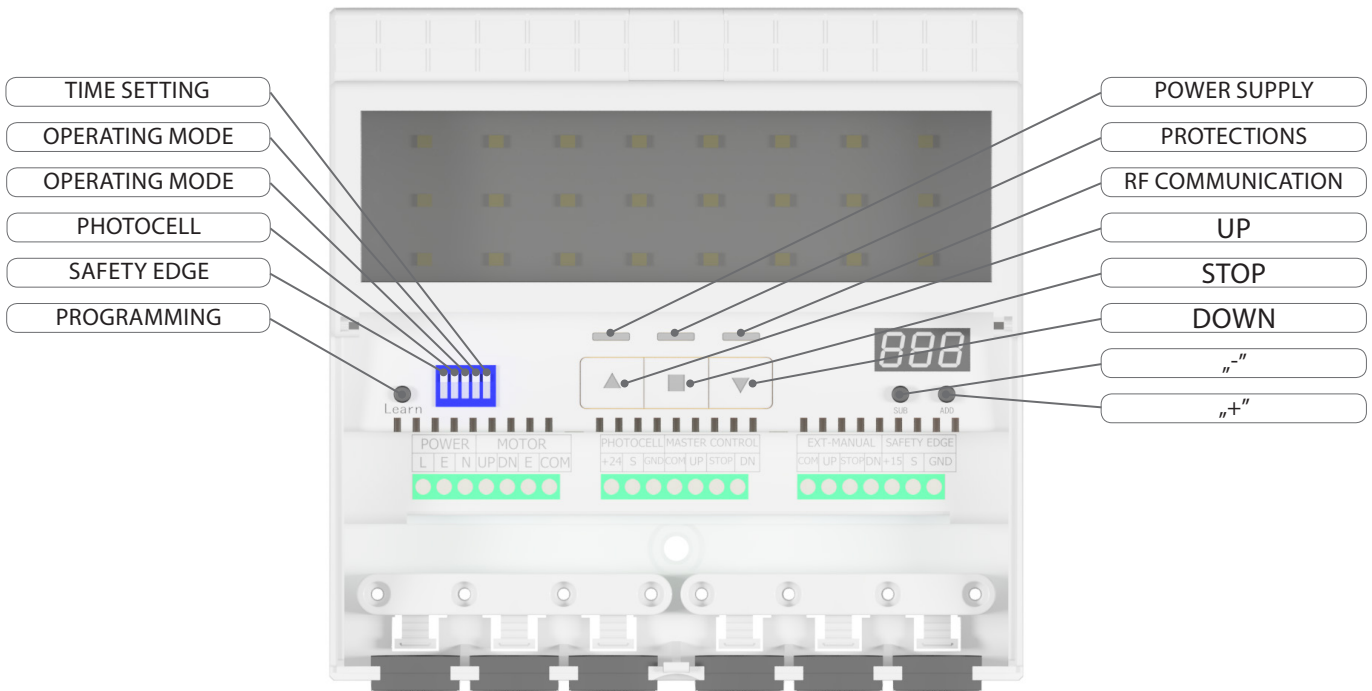 TIME SETTING
OPERATING MODE
OPERATING MODE
PHOTOCELL
SAFETY EDGE
PROGRAMMING
POWER SUPPLY
PROTECTIONS
RF COMMUNICATION
UP
STOP
DOWN
„-”
„+”
888
Learn
SUB ADD
POWER MOTOR
L E N UP DN E COM
PHOTOCELL MASTER CONTROL
+24 S GND COM UP STOP DN
EXT-MANUAL SAFETY EDGE
COM UP STOP DN +15 S GND